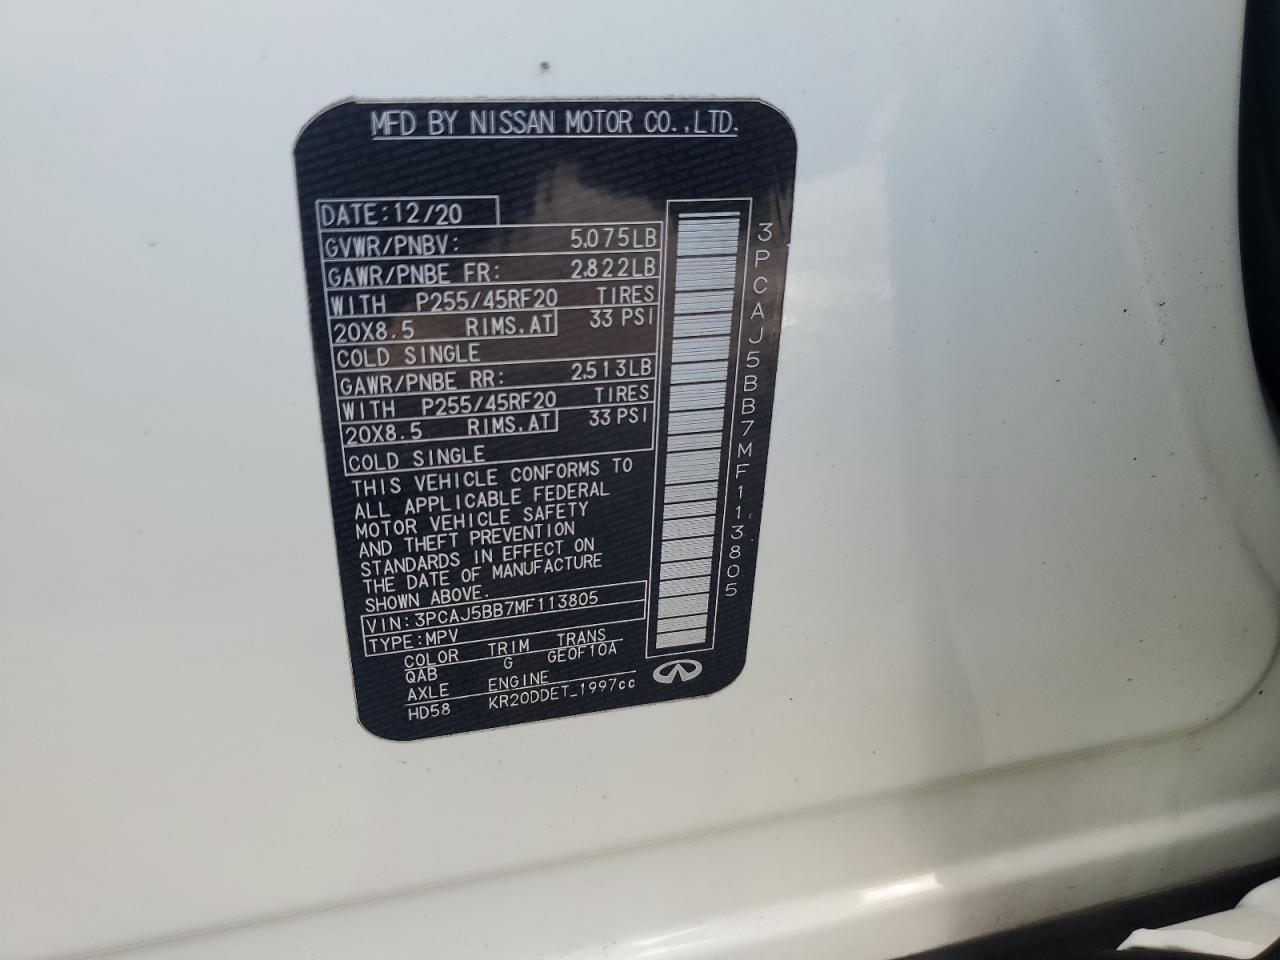 MFD BY NISSAN MOTOR CO.,LTD.
DATE:12/20
GVWR/PNBV: 5.075LB
GAWR/PNBE FR: 2.822LB
WITH P255/45RF20 TIRES
20X8.5 RIMS.AT 33 PSI
COLD SINGLE
GAWR/PNBE RR: 2.513LB
WITH P255/45RF20 TIRES
20X8.5 RIMS.AT 33 PSI
COLD SINGLE
THIS VEHICLE CONFORMS TO
ALL APPLICABLE FEDERAL
MOTOR VEHICLE SAFETY
AND THEFT PREVENTION
STANDARDS IN EFFECT ON
THE DATE OF MANUFACTURE
SHOWN ABOVE.
VIN:3PCAJ5BB7MF113805
TYPE:MPV
COLOR TRIM TRANS
QAB G GE0F10A
AXLE ENGINE
HD58 KR20DDET_1997cc
3PCAJ5BB7MF113805